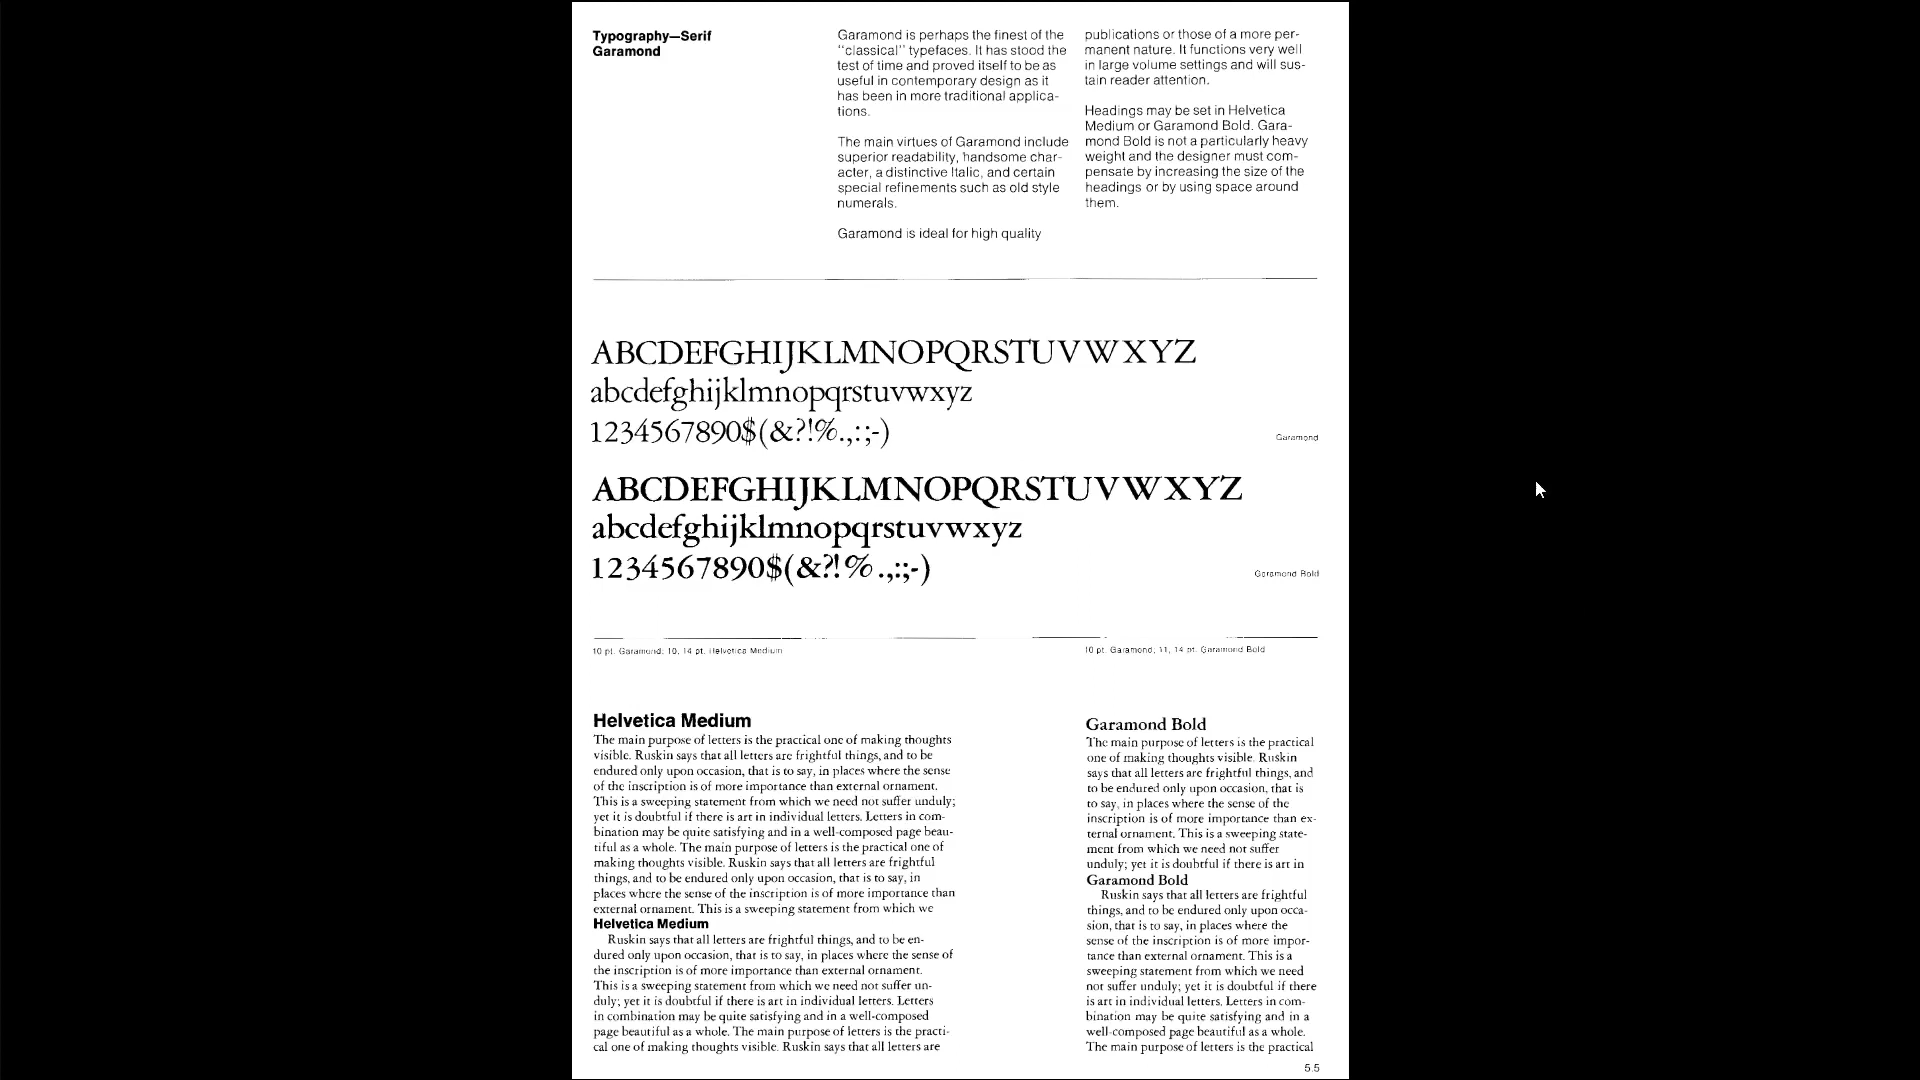 Typography—Serif
Garamond
Garamond is perhaps the finest of the
"classical" typefaces. It has stood the
test of time and proved itself to be as
useful in contemporary design as it
has been in more traditional applica-
tions.
The main virtues of Garamond include
superior readability, handsome char-
acter, a distinctive Italic, and certain
special refinements such as old style
numerals.
Garamond is ideal for high quality
publications or those of a more per-
manent nature. It functions very well
in large volume settings and will sus-
tain reader attention.
Headings may be set in Helvetica
Medium or Garamond Bold. Gara-
mond Bold is not a particularly heavy
weight and the designer must com-
pensate by increasing the size of the
headings or by using space around
them.
ABCDEFGHIJKLMNOPQRSTUVWXYZ
abcdefghijklmnopqrstuvwxyz
1234567890$(&?!%.,:;-)
Garamond
ABCDEFGHIJKLMNOPQRSTUVWXYZ
abcdefghijklmnopqrstuvwxyz
1234567890$(&?!%.,:;-)
Garamond Bold
10 pt. Garamond; 10, 14 pt. Helvetica Medium
Helvetica Medium
The main purpose of letters is the practical one of making thoughts
visible. Ruskin says that all letters are frightful things, and to be
endured only upon occasion, that is to say, in places where the sense
of the inscription is of more importance than external ornament.
This is a sweeping statement from which we need not suffer unduly;
yet it is doubtful if there is art in individual letters. Letters in com-
bination may be quite satisfying and in a well-composed page beau-
tiful as a whole. The main purpose of letters is the practical one of
making thoughts visible. Ruskin says that all letters are frightful
things, and to be endured only upon occasion, that is to say, in
places where the sense of the inscription is of more importance than
external ornament. This is a sweeping statement from which we
Helvetica Medium
Ruskin says that all letters are frightful things, and to be en-
dured only upon occasion, that is to say, in places where the sense of
the inscription is of more importance than external ornament.
This is a sweeping statement from which we need not suffer un-
duly; yet it is doubtful if there is art in individual letters. Letters
in combination may be quite satisfying and in a well-composed
page beautiful as a whole. The main purpose of letters is the practi-
cal one of making thoughts visible. Ruskin says that all letters are
10 pt. Garamond; 11, 14 pt. Garamond Bold
Garamond Bold
The main purpose of letters is the practical
one of making thoughts visible. Ruskin
says that all letters are frightful things, and
to be endured only upon occasion, that is
to say, in places where the sense of the
inscription is of more importance than ex-
ternal ornament. This is a sweeping state-
ment from which we need not suffer
unduly; yet it is doubtful if there is art in
Garamond Bold
Ruskin says that all letters are frightful
things, and to be endured only upon occa-
sion, that is to say, in places where the
sense of the inscription is of more impor-
tance than external ornament. This is a
sweeping statement from which we need
not suffer unduly; yet it is doubtful if there
is art in individual letters. Letters in com-
bination may be quite satisfying and in a
well-composed page beautiful as a whole.
The main purpose of letters is the practical
5.5